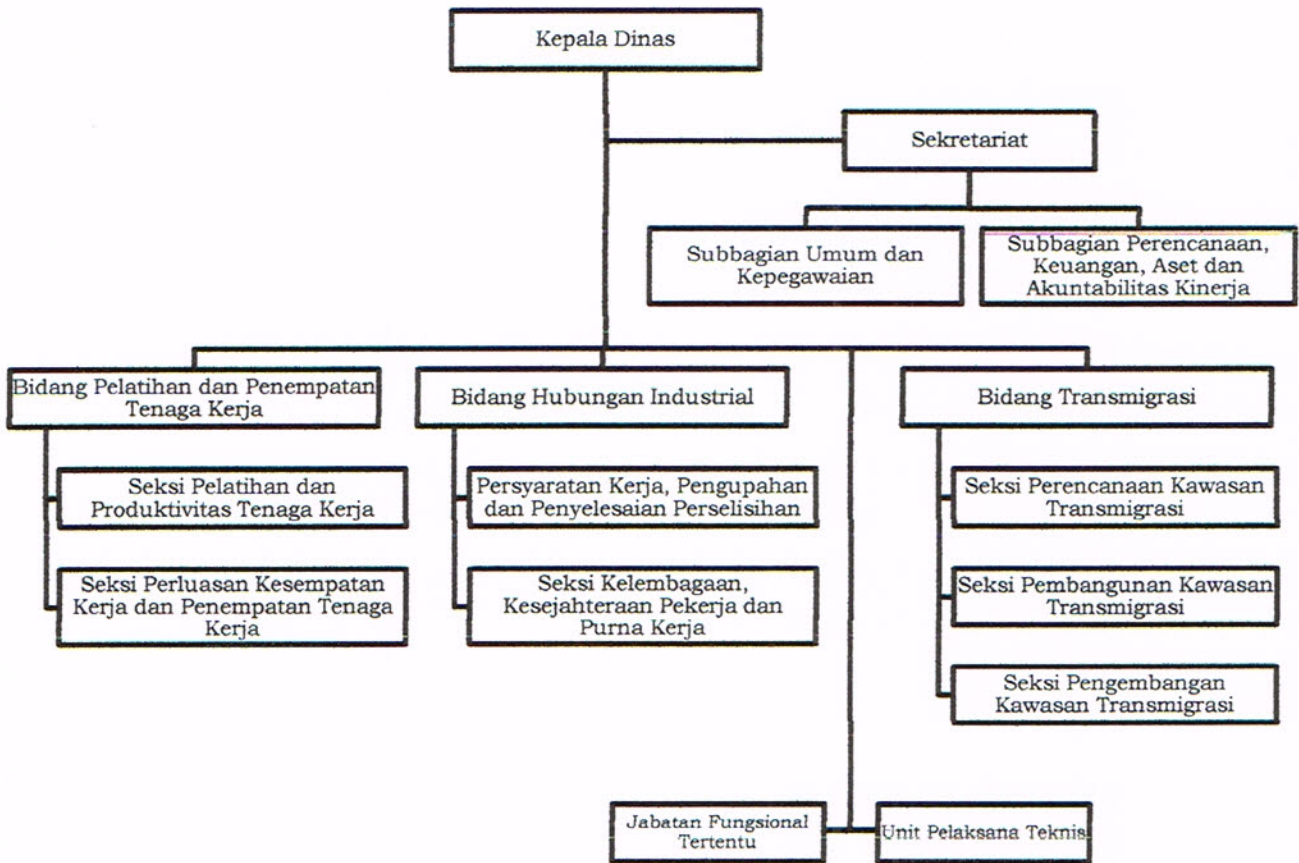 Kepala Dinas
Sekretariat
Subbagian Umum dan
Kepegawaian
Subbagian Perencanaan,
Keuangan, Aset dan
Akuntabilitas Kinerja
Bidang Pelatihan dan Penempatan
Tenaga Kerja
Seksi Pelatihan dan
Produktivitas Tenaga Kerja
Seksi Perluasan Kesempatan
Kerja dan Penempatan Tenaga
Kerja
Bidang Hubungan Industrial
Persyaratan Kerja, Pengupahan
dan Penyelesaian Perselisihan
Seksi Kelembagaan,
Kesejahteraan Pekerja dan
Purna Kerja
Bidang Transmigrasi
Seksi Perencanaan Kawasan
Transmigrasi
Seksi Pembangunan Kawasan
Transmigrasi
Seksi Pengembangan
Kawasan Transmigrasi
Jabatan Fungsional
Tertentu
Unit Pelaksana Teknis